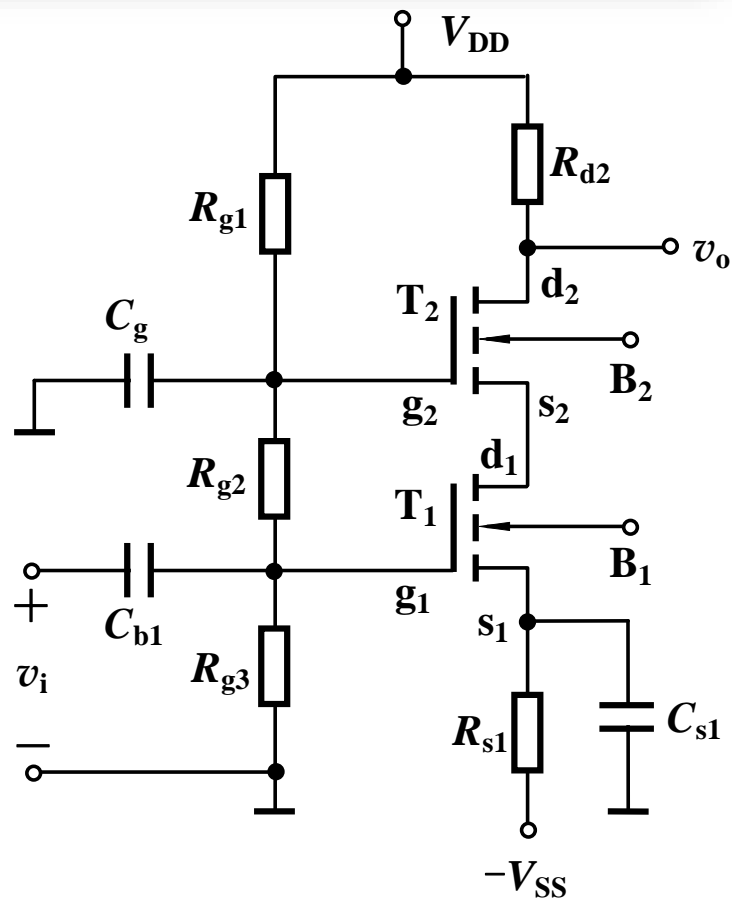 V_DD
R_d2
R_g1
v_o
d_2
T_2
C_g
B_2
g_2
s_2
d_1
R_g2
T_1
B_1
g_1
+
C_b1
s_1
v_i
R_g3
C_s1
R_s1
−
−V_SS